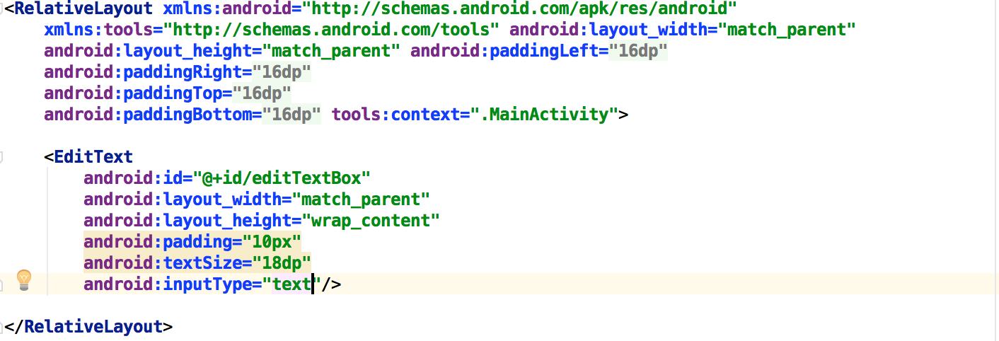 <RelativeLayout xmlns:android="http://schemas.android.com/apk/res/android"
xmlns:tools="http://schemas.android.com/tools" android:layout_width="match_parent"
android:layout_height="match_parent" android:paddingLeft="16dp"
android:paddingRight="16dp"
android:paddingTop="16dp"
android:paddingBottom="16dp" tools:context=".MainActivity">
<EditText
android:id="@+id/editTextBox"
android:layout_width="match_parent"
android:layout_height="wrap_content"
android:padding="10px"
android:textSize="18dp"
android:inputType="text"/>
</RelativeLayout>